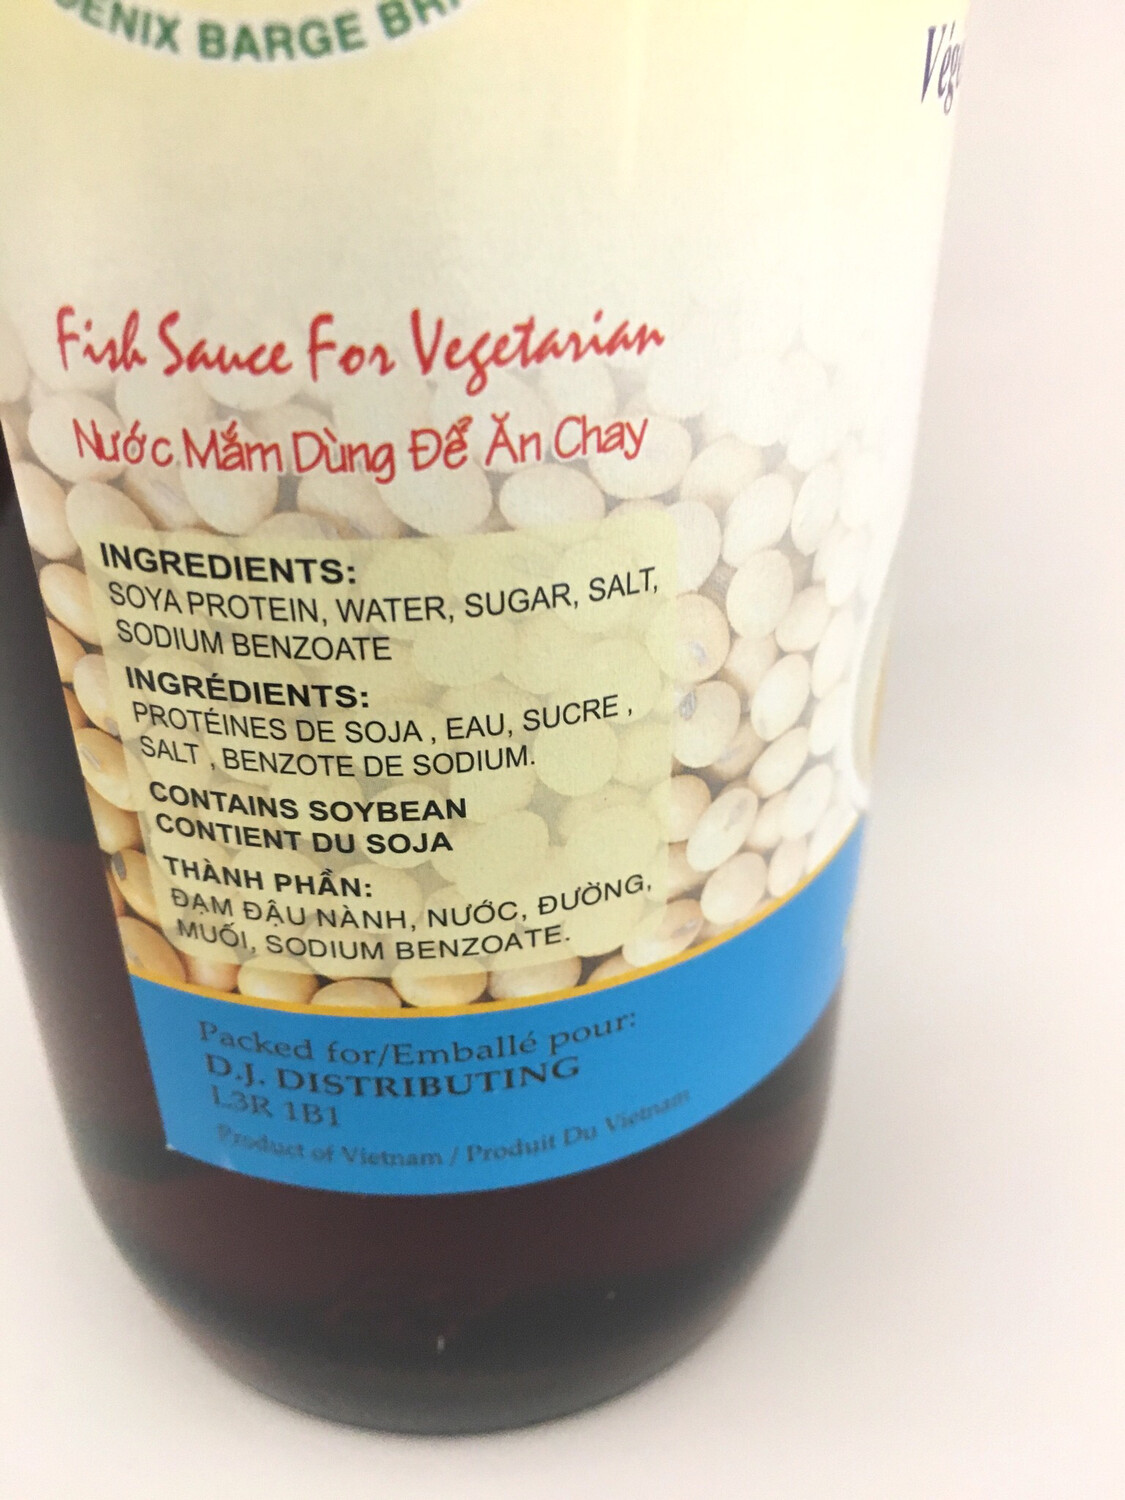 BARGE
Fish Sauce For Vegetarian
Nước Mắm Dùng Để Ăn Chay
INGREDIENTS:
SOYA PROTEIN, WATER, SUGAR, SALT,
SODIUM BENZOATE
INGRÉDIENTS:
PROTÉINES DE SOJA , EAU, SUCRE ,
SALT , BENZOTE DE SODIUM.
CONTAINS SOYBEAN
CONTIENT DU SOJA
THÀNH PHẦN:
ĐẠM ĐẬU NÀNH, NƯỚC, ĐƯỜNG,
MUỐI, SODIUM BENZOATE.
Packed for/Emballé pour:
D.J. DISTRIBUTING
L3R 1B1
Product of Vietnam / Produit Du Vietnam